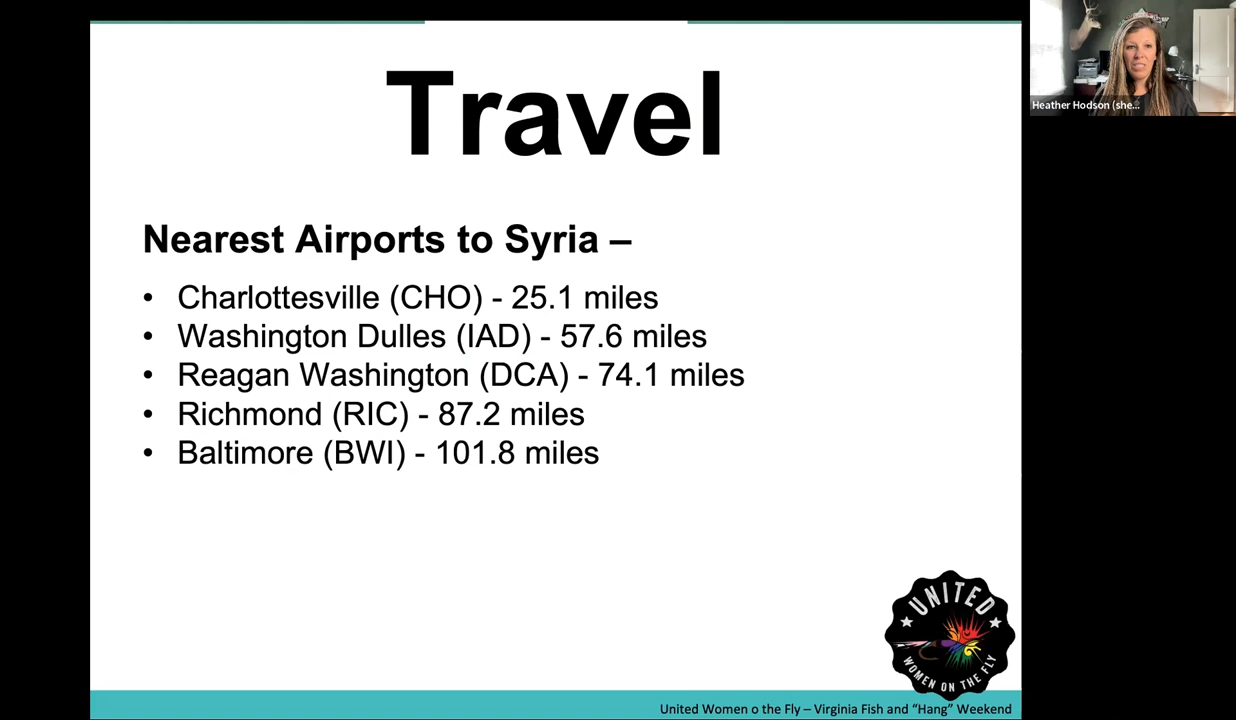 Travel
Heather Hodson (she...
Nearest Airports to Syria –
• Charlottesville (CHO) - 25.1 miles
• Washington Dulles (IAD) - 57.6 miles
• Reagan Washington (DCA) - 74.1 miles
• Richmond (RIC) - 87.2 miles
• Baltimore (BWI) - 101.8 miles
UNITED
WOMEN ON THE FLY
United Women o the Fly – Virginia Fish and “Hang” Weekend